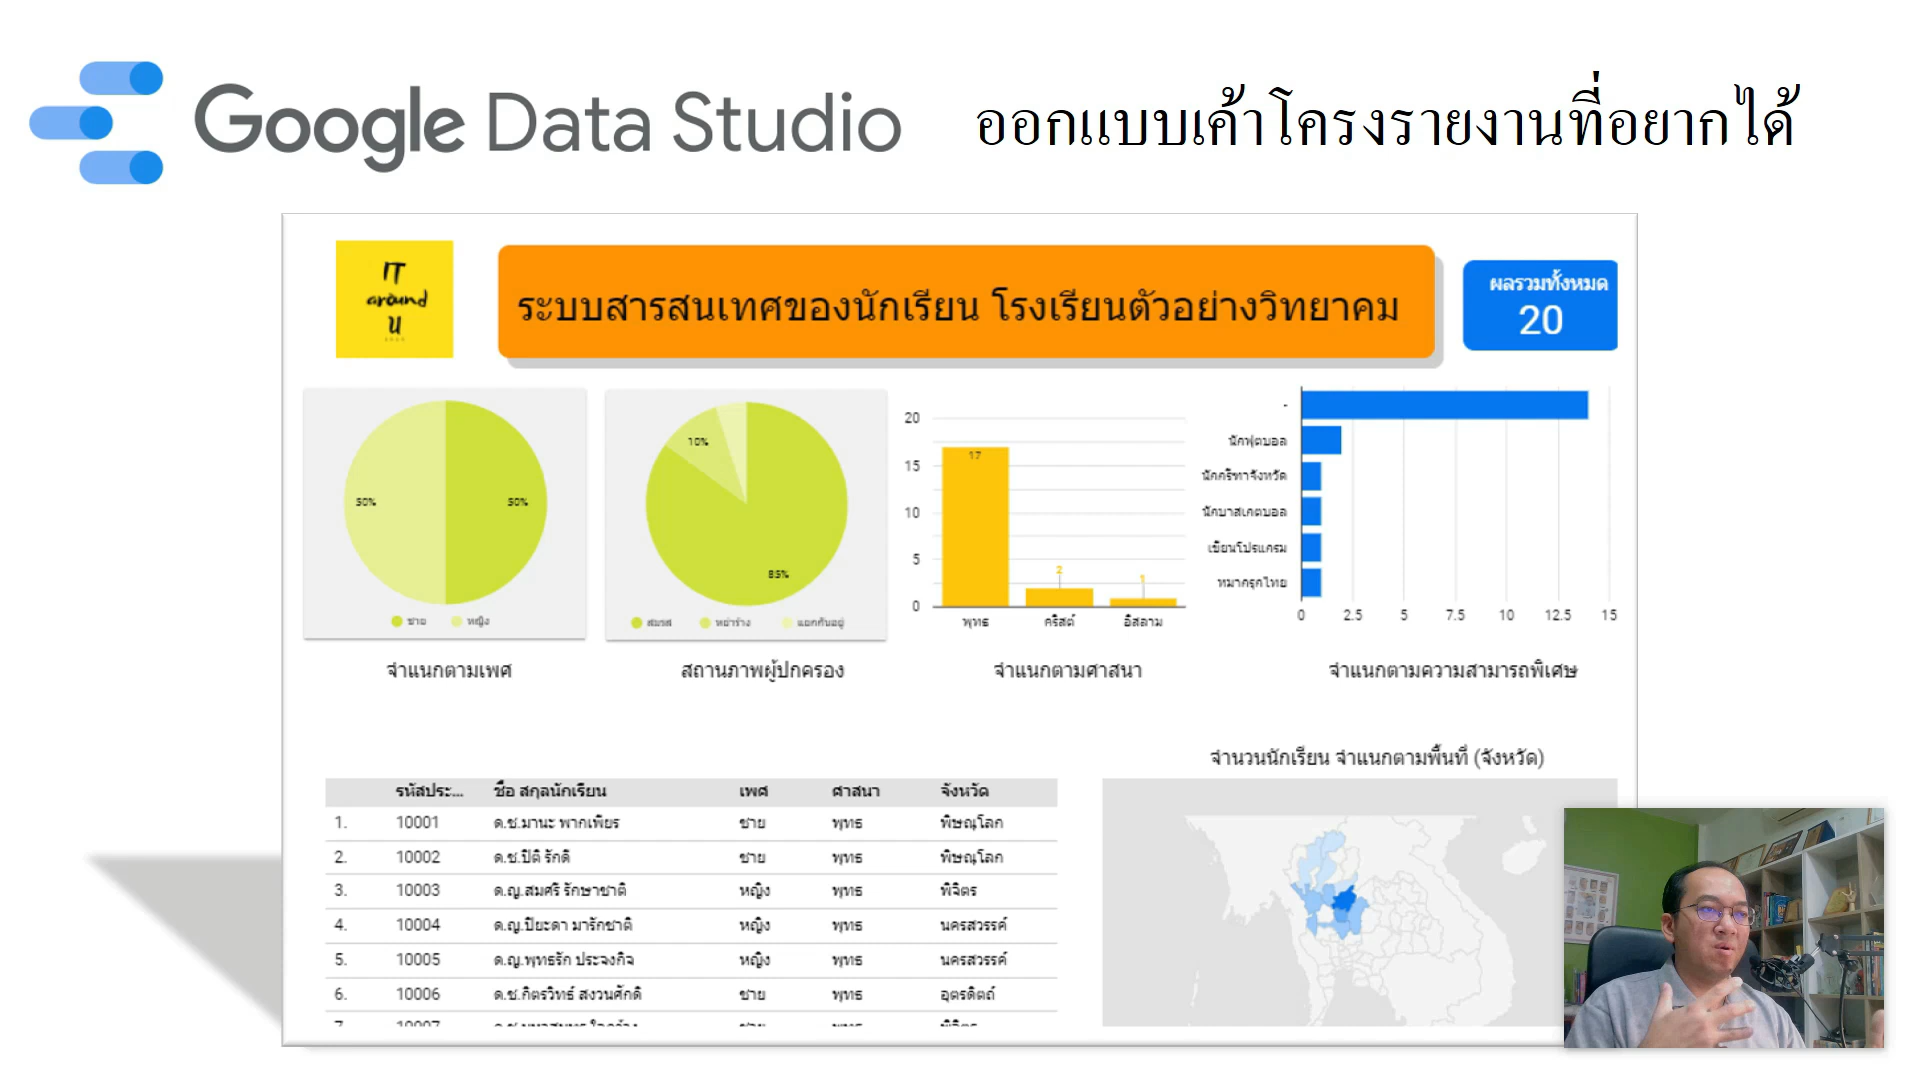 Google Data Studio
ออกแบบเค้าโครงรายงานที่อยากได้
IT
around
U
ระบบสารสนเทศของนักเรียน โรงเรียนตัวอย่างวิทยาคม
ผลรวมทั้งหมด
20
50% 50%
ชาย หญิง
จำแนกตามเพศ
10%
85%
สมรส หย่าร้าง แยกกันอยู่
สถานภาพผู้ปกครอง
20
15
10
5
0
17
2
1
พุทธ คริสต์ อิสลาม
จำแนกตามศาสนา
-
นักฟุตบอล
นักกรีฑาจังหวัด
นักบาสเกตบอล
เขียนโปรแกรม
หมากรุกไทย
0 2.5 5 7.5 10 12.5 15
จำแนกตามความสามารถพิเศษ
รหัสประ... ชื่อ สกุลนักเรียน เพศ ศาสนา จังหวัด
1. 10001 ด.ช.มานะ พากเพียร ชาย พุทธ พิษณุโลก
2. 10002 ด.ช.ปิติ รักดี ชาย พุทธ พิษณุโลก
3. 10003 ด.ญ.สมศรี รักษาชาติ หญิง พุทธ พิจิตร
4. 10004 ด.ญ.ปิยะดา มารักชาติ หญิง พุทธ นครสวรรค์
5. 10005 ด.ญ.พุทธรัก ประจงกิจ หญิง พุทธ นครสวรรค์
6. 10006 ด.ช.กิตรวิทธ์ สงวนศักดิ์ ชาย พุทธ อุตรดิตถ์
7. 10007 ชาย พุทธ พิจิตร
จำนวนนักเรียน จำแนกตามพื้นที่ (จังหวัด)